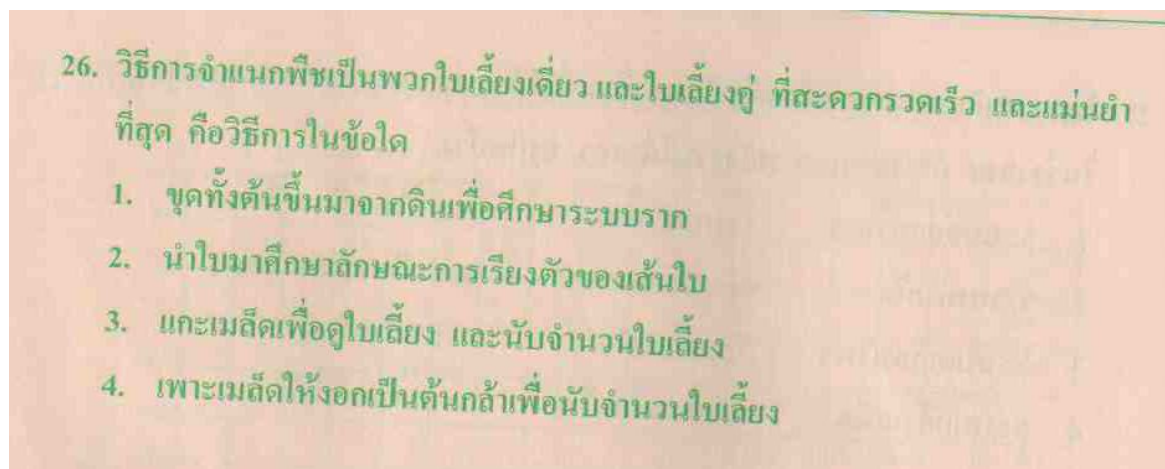 26. วิธีการจำแนกพืชเป็นพวกใบเลี้ยงเดี่ยว และใบเลี้ยงคู่ ที่สะดวกรวดเร็ว และแม่นยำ
ที่สุด คือวิธีการในข้อใด
1. ขุดทั้งต้นขึ้นมาจากดินเพื่อศึกษาระบบราก
2. นำใบมาศึกษาลักษณะการเรียงตัวของเส้นใบ
3. แกะเมล็ดเพื่อดูใบเลี้ยง และนับจำนวนใบเลี้ยง
4. เพาะเมล็ดให้งอกเป็นต้นกล้าเพื่อนับจำนวนใบเลี้ยง